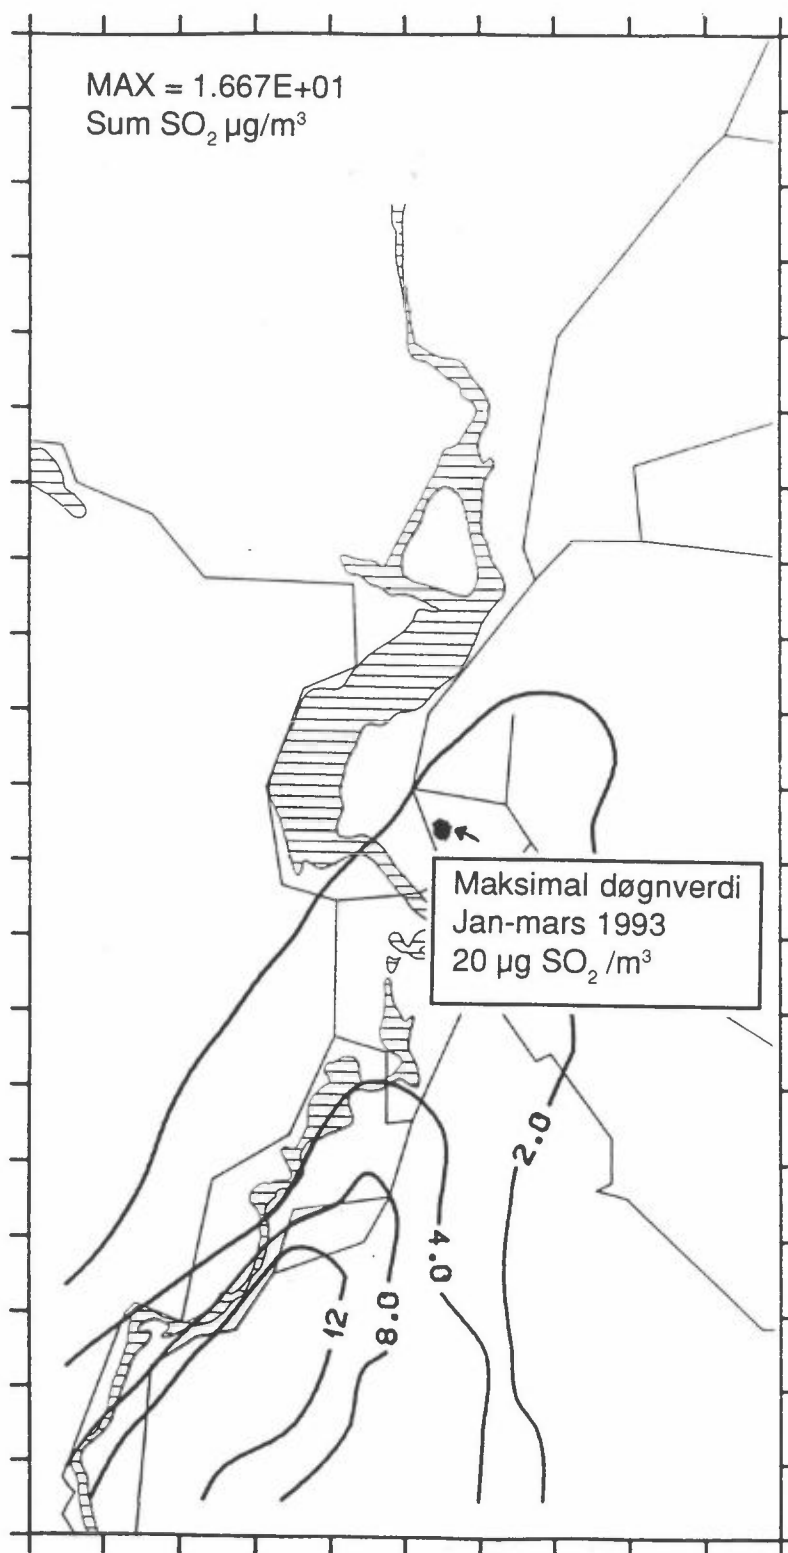 MAX = 1.667E+01
Sum SO₂ µg/m³
Maksimal døgnverdi
Jan-mars 1993
20 µg SO₂ /m³
2.0
4.0
8.0
12